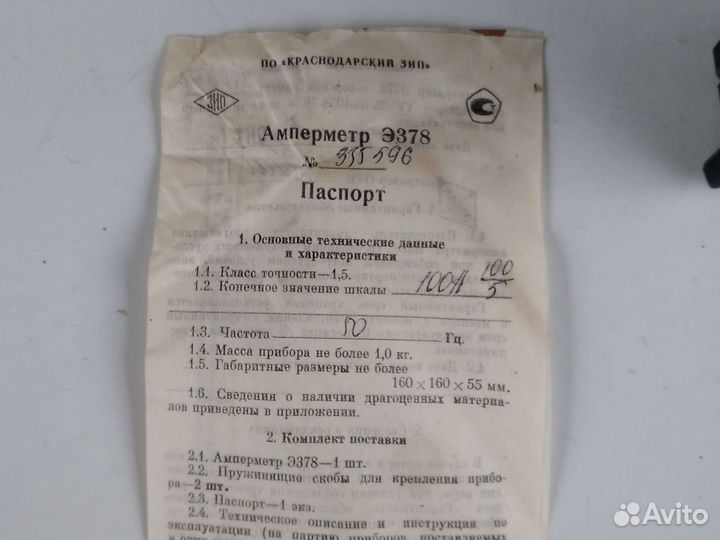 ПО «КРАСНОДАРСКИЙ ЗИП»
ЗИП
Амперметр Э378
№ 355596
Паспорт
1. Основные технические данные
и характеристики
1.1. Класс точности—1,5.
1.2. Конечное значение шкалы 100А 100/5
1.3. Частота 50 Гц.
1.4. Масса прибора не более 1,0 кг.
1.5. Габаритные размеры не более
160×160×55 мм.
1.6. Сведения о наличии драгоценных материа-
лов приведены в приложении.
2. Комплект поставки
2.1. Амперметр Э378—1 шт.
2.2. Пружинящие скобы для крепления прибо-
ра—2 шт.
2.3. Паспорт—1 экз.
2.4. Техническое описание и инструкция по
эксплуатации (на партию приборов, поставляемых
Avito